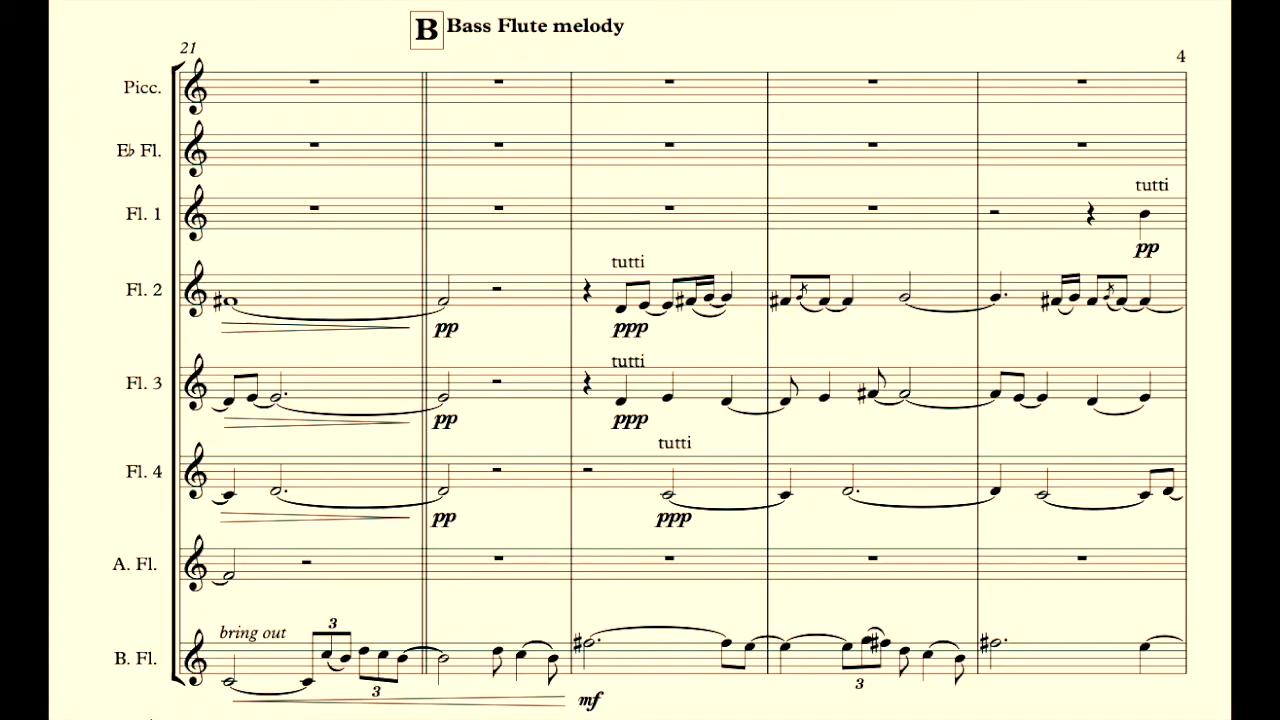 B Bass Flute melody
21
4
Picc.
E♭ Fl.
tutti
Fl. 1
pp
tutti
Fl. 2
pp ppp
tutti
Fl. 3
pp ppp
tutti
Fl. 4
pp ppp
A. Fl.
bring out 3
B. Fl.
3 3
mf